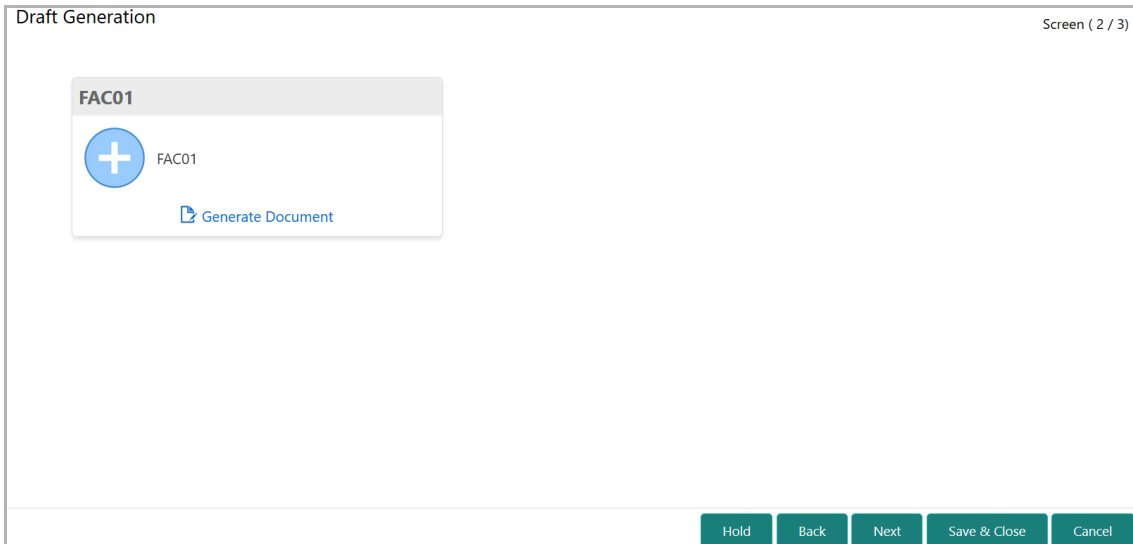 Draft Generation
Screen ( 2 / 3)
FAC01
FAC01
Generate Document
Hold Back Next Save & Close Cancel